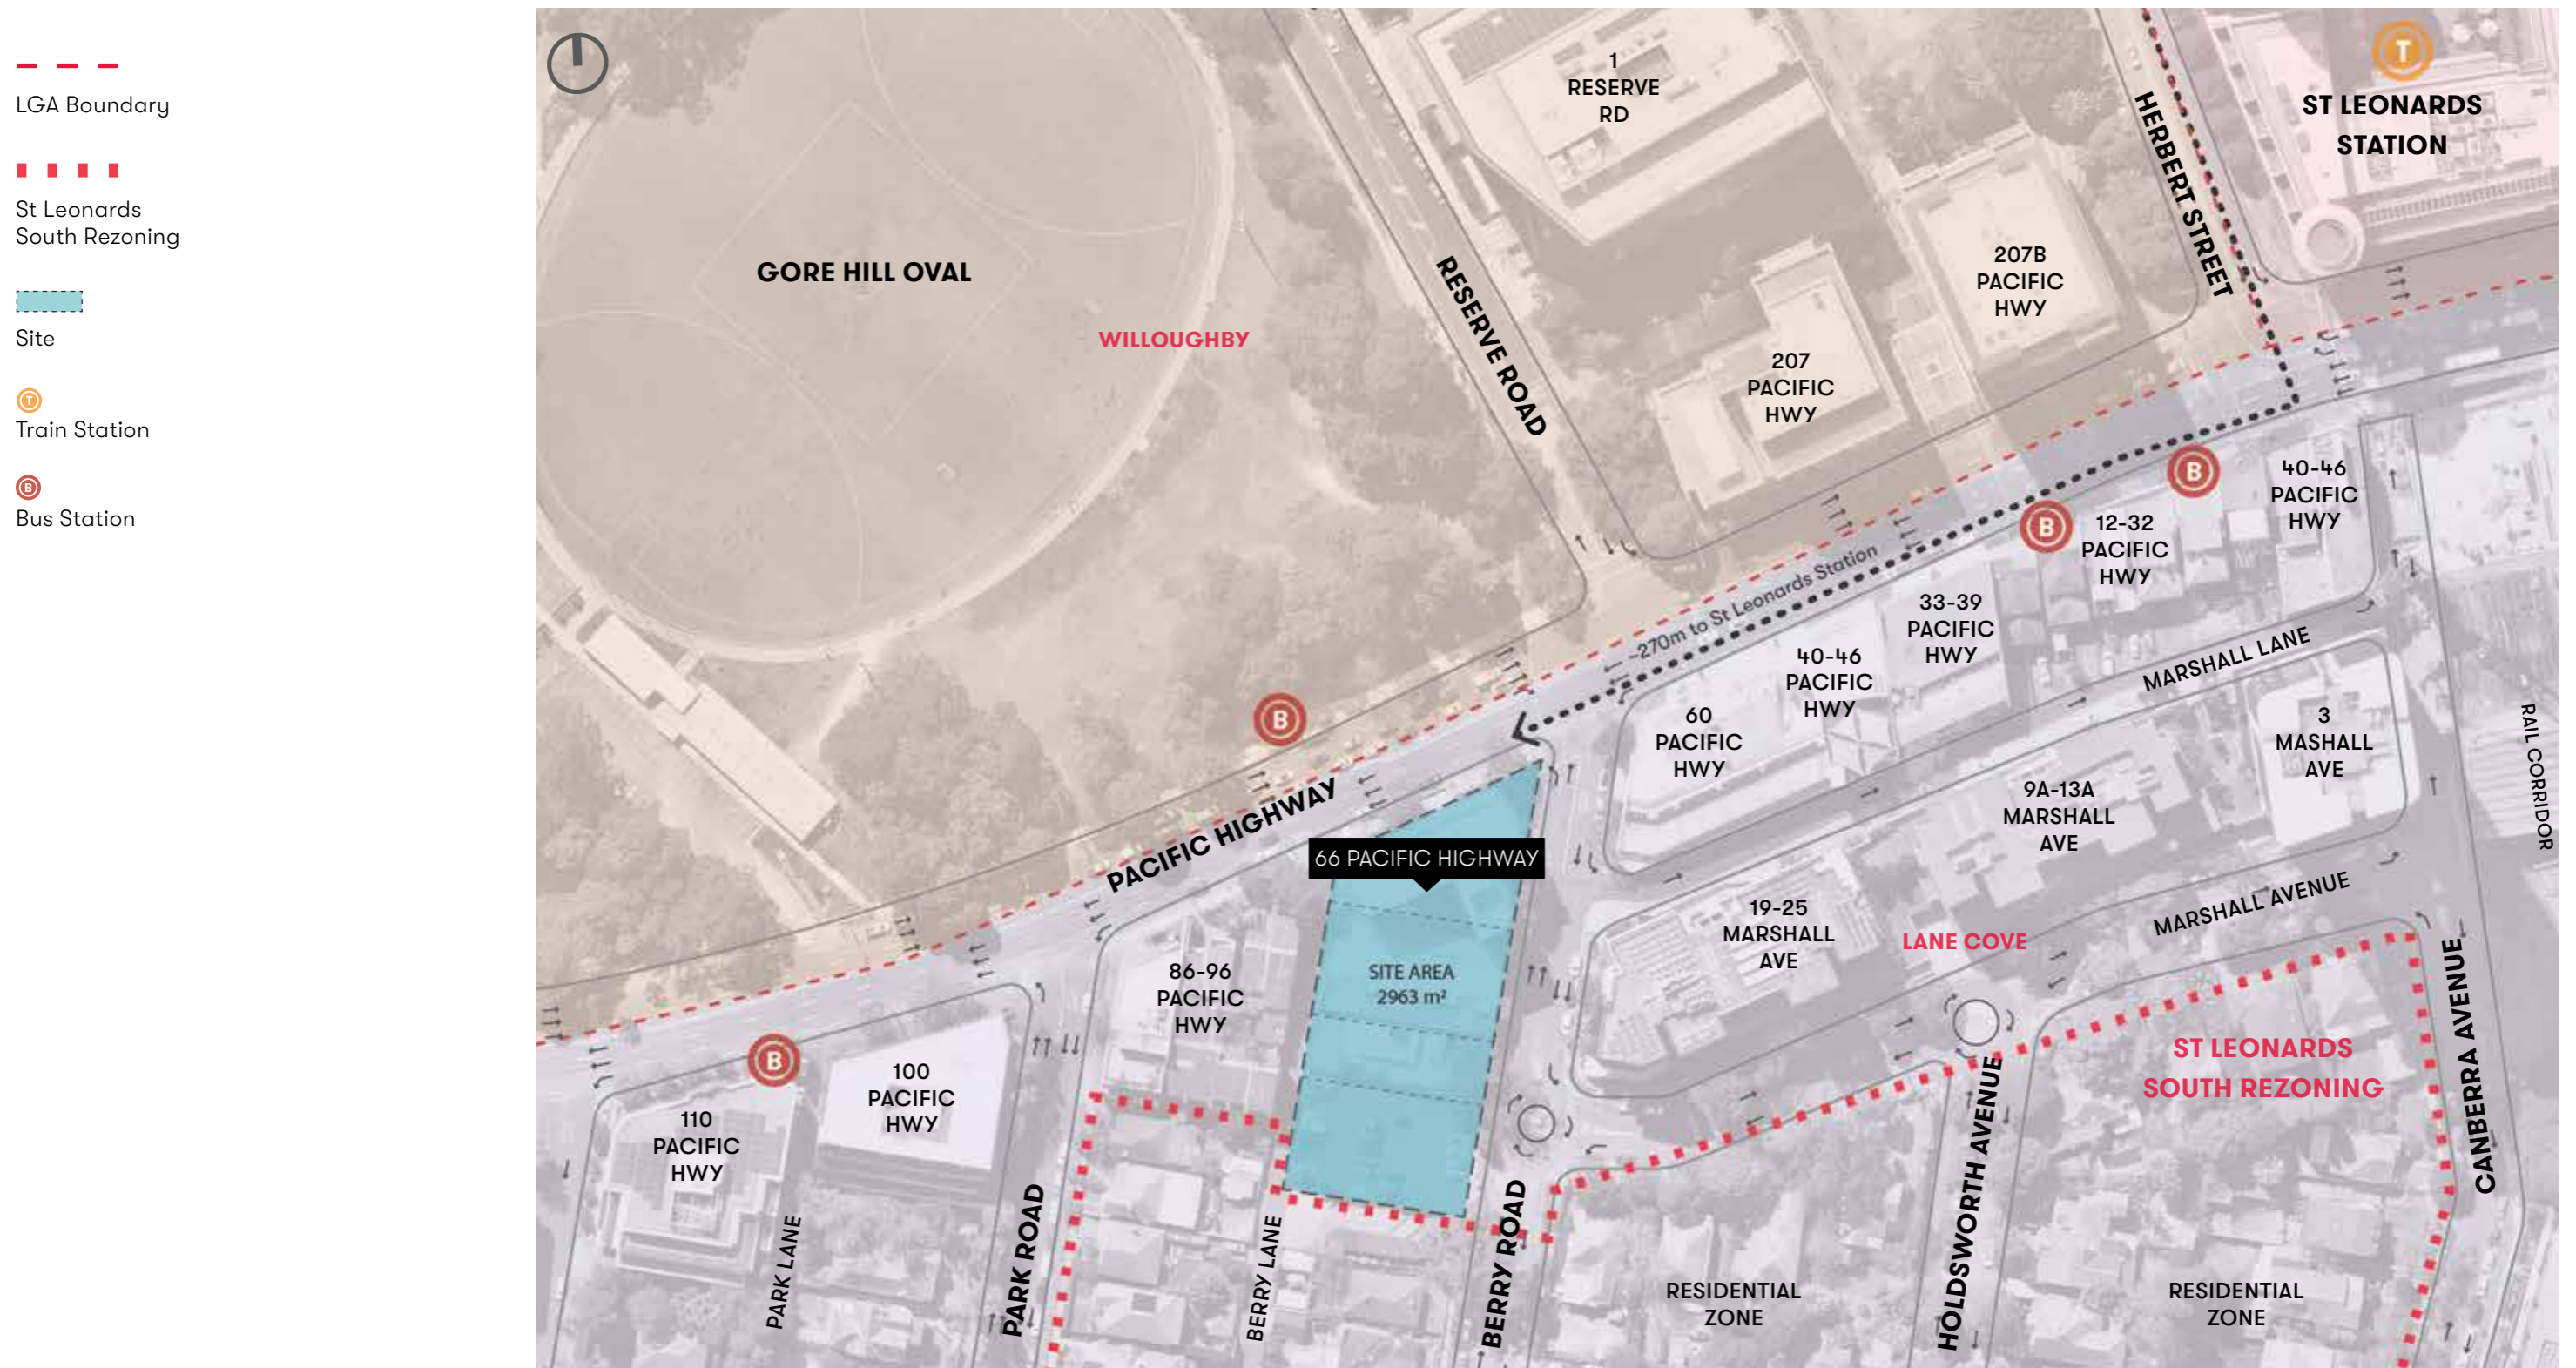 LGA Boundary
St Leonards
South Rezoning
Site
T
Train Station
B
Bus Station
1
RESERVE
RD
T
ST LEONARDS
STATION
HERBERT STREET
GORE HILL OVAL
WILLOUGHBY
RESERVE ROAD
207B
PACIFIC
HWY
207
PACIFIC
HWY
B
B
40-46
PACIFIC
HWY
12-32
PACIFIC
HWY
~270m to St Leonards Station
33-39
PACIFIC
HWY
40-46
PACIFIC
HWY
60
PACIFIC
HWY
MARSHALL LANE
3
MASHALL
AVE
RAIL CORRIDOR
B
PACIFIC HIGHWAY
66 PACIFIC HIGHWAY
9A-13A
MARSHALL
AVE
19-25
MARSHALL
AVE
LANE COVE
MARSHALL AVENUE
SITE AREA
2963 m²
86-96
PACIFIC
HWY
B
100
PACIFIC
HWY
110
PACIFIC
HWY
ST LEONARDS
SOUTH REZONING
CANBERRA AVENUE
PARK LANE
PARK ROAD
BERRY LANE
BERRY ROAD
HOLDSWORTH AVENUE
RESIDENTIAL
ZONE
RESIDENTIAL
ZONE